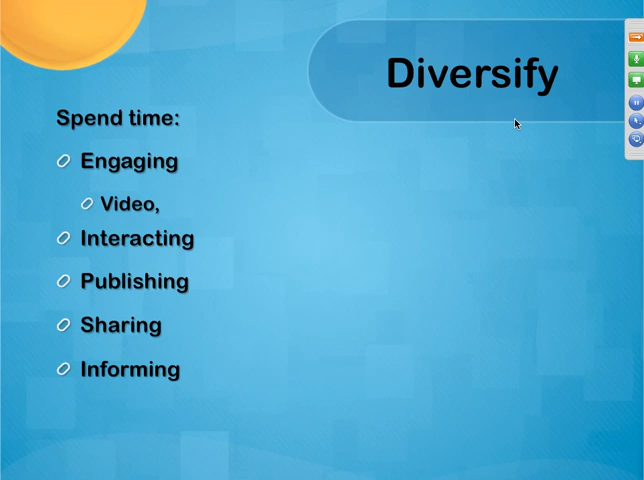 Diversify
Spend time:
Engaging
Video,
Interacting
Publishing
Sharing
Informing